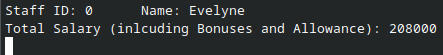 Staff ID: 0      Name: Evelyne
Total Salary (inlcuding Bonuses and Allowance): 208000